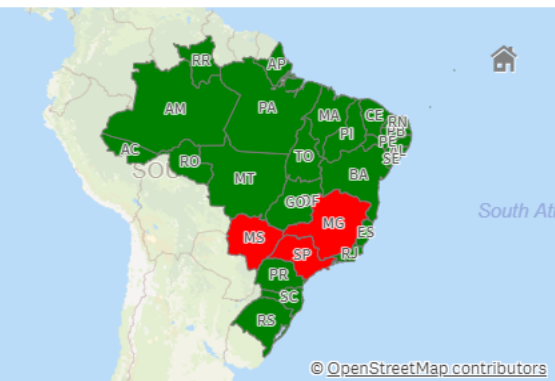 RR
AP
AM
PA
MA
CE
RN
PB
PI
PE
AL
AC
RO
TO
SE
SOU
MT
BA
GO
DF
MG
South At
MS
ES
SP
RJ
PR
SC
RS
© OpenStreetMap contributors